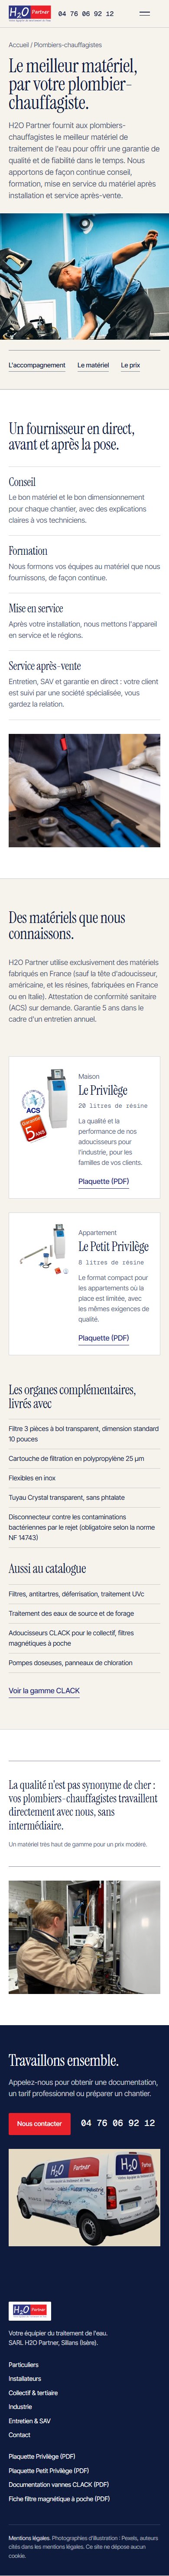 H2O Partner
04 76 06 92 12
Accueil / Plombiers-chauffagistes
Le meilleur matériel,
par votre plombier-
chauffagiste.
H2O Partner fournit aux plombiers-
chauffagistes le meilleur matériel de
traitement de l'eau pour offrir une garantie de
qualité et de fiabilité dans le temps. Nous
apportons de façon continue conseil,
formation, mise en service du matériel après
installation et service après-vente.
L'accompagnement
Le matériel
Le prix
Un fournisseur en direct,
avant et après la pose.
Conseil
Le bon matériel et le bon dimensionnement
pour chaque chantier, avec des explications
claires à vos techniciens.
Formation
Nous formons vos équipes au matériel que nous
fournissons, de façon continue.
Mise en service
Après votre installation, nous mettons l'appareil
en service et le réglons.
Service après-vente
Entretien, SAV et garantie en direct : votre client
est suivi par une société spécialisée, vous
gardez la relation.
Des matériels que nous
connaissons.
H2O Partner utilise exclusivement des matériels
fabriqués en France (sauf la tête d'adoucisseur,
américaine, et les résines, fabriquées en France
ou en Italie). Attestation de conformité sanitaire
(ACS) sur demande. Garantie 5 ans dans le
cadre d'un entretien annuel.
ACS
5 ANS
Maison
Le Privilège
20 litres de résine
La qualité et la
performance de nos
adoucisseurs pour
l'industrie, pour les
familles de vos clients.
Plaquette (PDF)
Appartement
Le Petit Privilège
8 litres de résine
Le format compact pour
les appartements où la
place est limitée, avec
les mêmes exigences de
qualité.
Plaquette (PDF)
Les organes complémentaires,
livrés avec
Filtre 3 pièces à bol transparent, dimension standard
10 pouces
Cartouche de filtration en polypropylène 25 µm
Flexibles en inox
Tuyau Crystal transparent, sans phtalate
Disconnecteur contre les contaminations
bactériennes par le rejet (obligatoire selon la norme
NF 14743)
Aussi au catalogue
Filtres, antitartres, déferrisation, traitement UVc
Traitement des eaux de source et de forage
Adoucisseurs CLACK pour le collectif, filtres
magnétiques à poche
Pompes doseuses, panneaux de chloration
Voir la gamme CLACK
La qualité n'est pas synonyme de cher :
vos plombiers-chauffagistes travaillent
directement avec nous, sans
intermédiaire.
Un matériel très haut de gamme pour un prix modéré.
Travaillons ensemble.
Appelez-nous pour obtenir une documentation,
un tarif professionnel ou préparer un chantier.
Nous contacter
04 76 06 92 12
H2O Partner
H2O Partner
H2O Partner
Votre équipier du traitement de l'eau.
SARL H2O Partner, Sillans (Isère).
Particuliers
Installateurs
Collectif & tertiaire
Industrie
Entretien & SAV
Contact
Plaquette Privilège (PDF)
Plaquette Petit Privilège (PDF)
Documentation vannes CLACK (PDF)
Fiche filtre magnétique à poche (PDF)
Mentions légales. Photographies d'illustration : Pexels, auteurs
cités dans les mentions légales. Ce site ne dépose aucun
cookie.